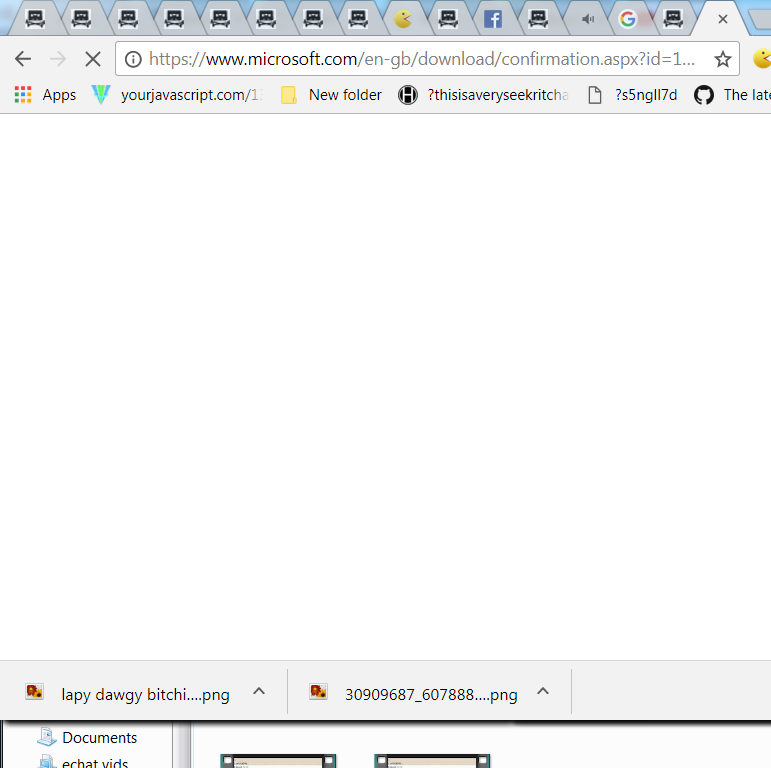 https://www.microsoft.com/en-gb/download/confirmation.aspx?id=1...
Apps yourjavascript.com/1 New folder ?thisisaveryseekritcha ?s5ngll7d The late
lapy dawgy bitchi....png 30909687_607888....png
Documents
echat vids